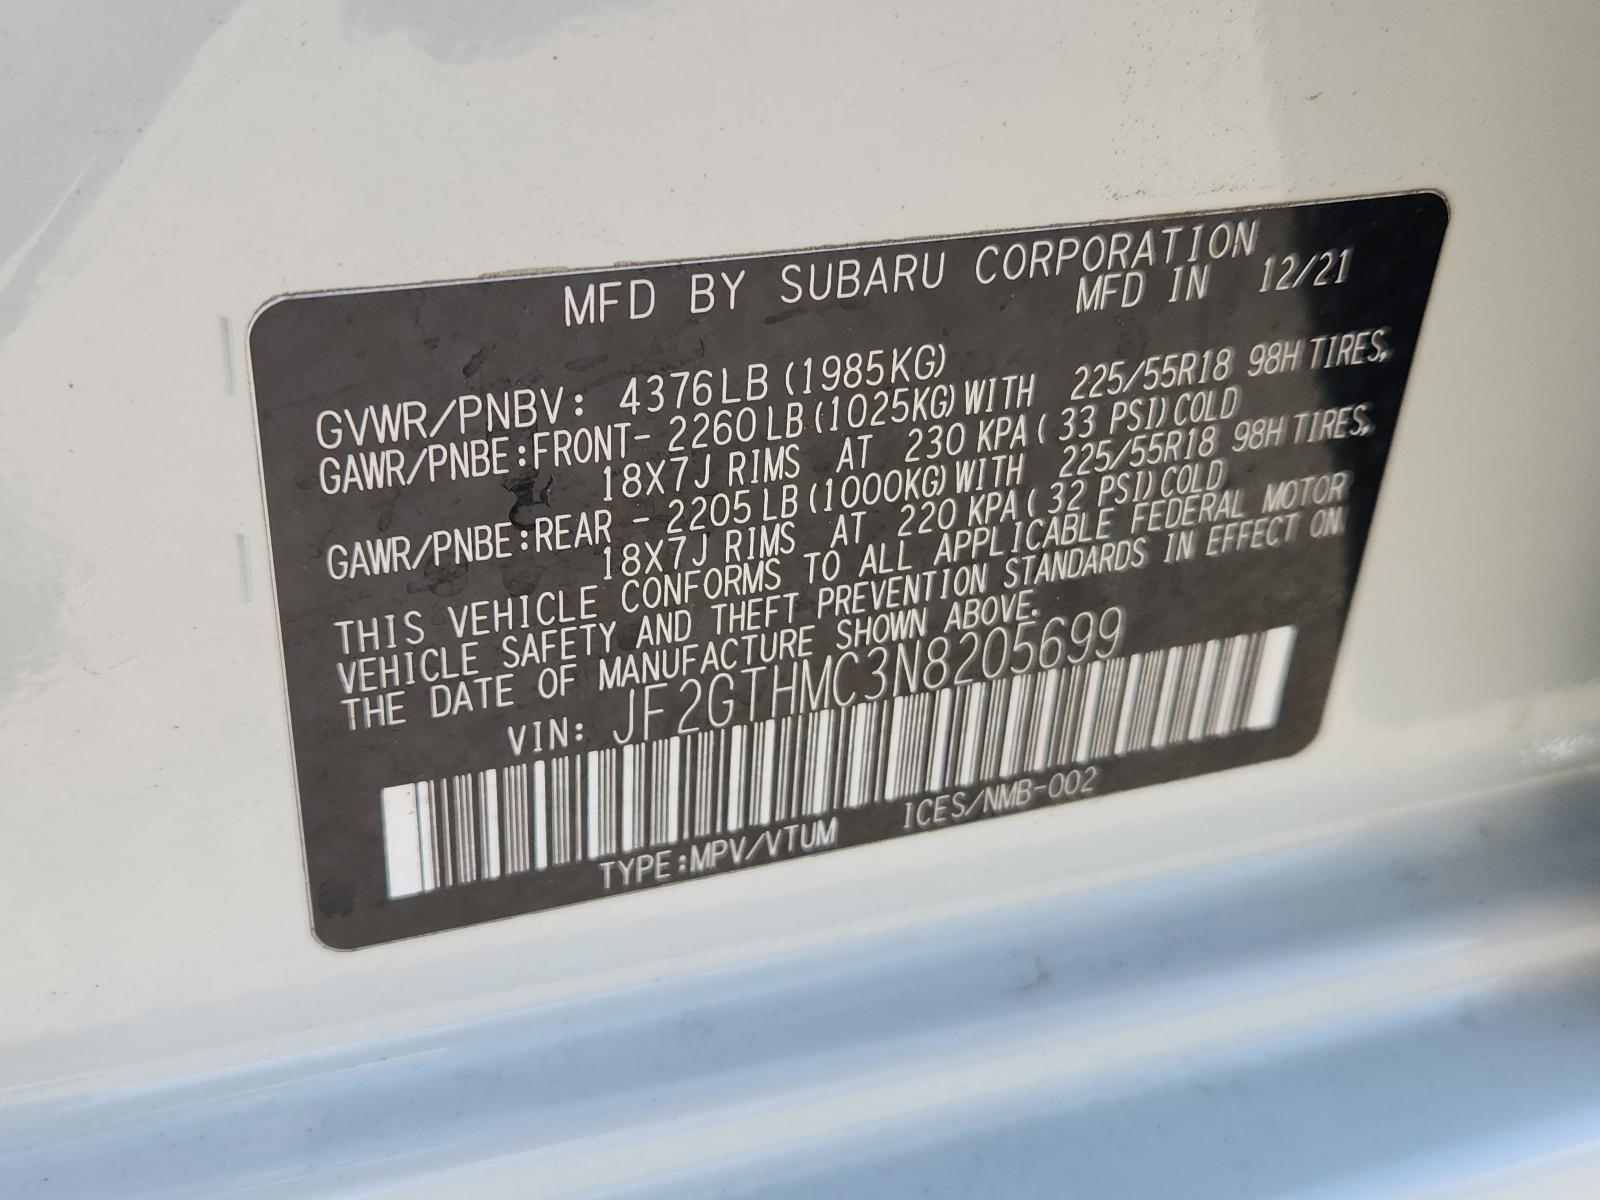 MFD BY SUBARU CORPORATION
MFD IN 12/21
GVWR/PNBV: 4376LB (1985KG)
GAWR/PNBE:FRONT- 2260LB (1025KG) WITH 225/55R18 98H TIRES,
18X7J RIMS AT 230 KPA ( 33 PSI) COLD
GAWR/PNBE:REAR - 2205LB (1000KG) WITH 225/55R18 98H TIRES,
18X7J RIMS AT 220 KPA ( 32 PSI) COLD
THIS VEHICLE CONFORMS TO ALL APPLICABLE FEDERAL MOTOR
VEHICLE SAFETY AND THEFT PREVENTION STANDARDS IN EFFECT ON
THE DATE OF MANUFACTURE SHOWN ABOVE.
VIN: JF2GTHMC3N8205699
TYPE:MPV/VTUM ICES/NMB-002